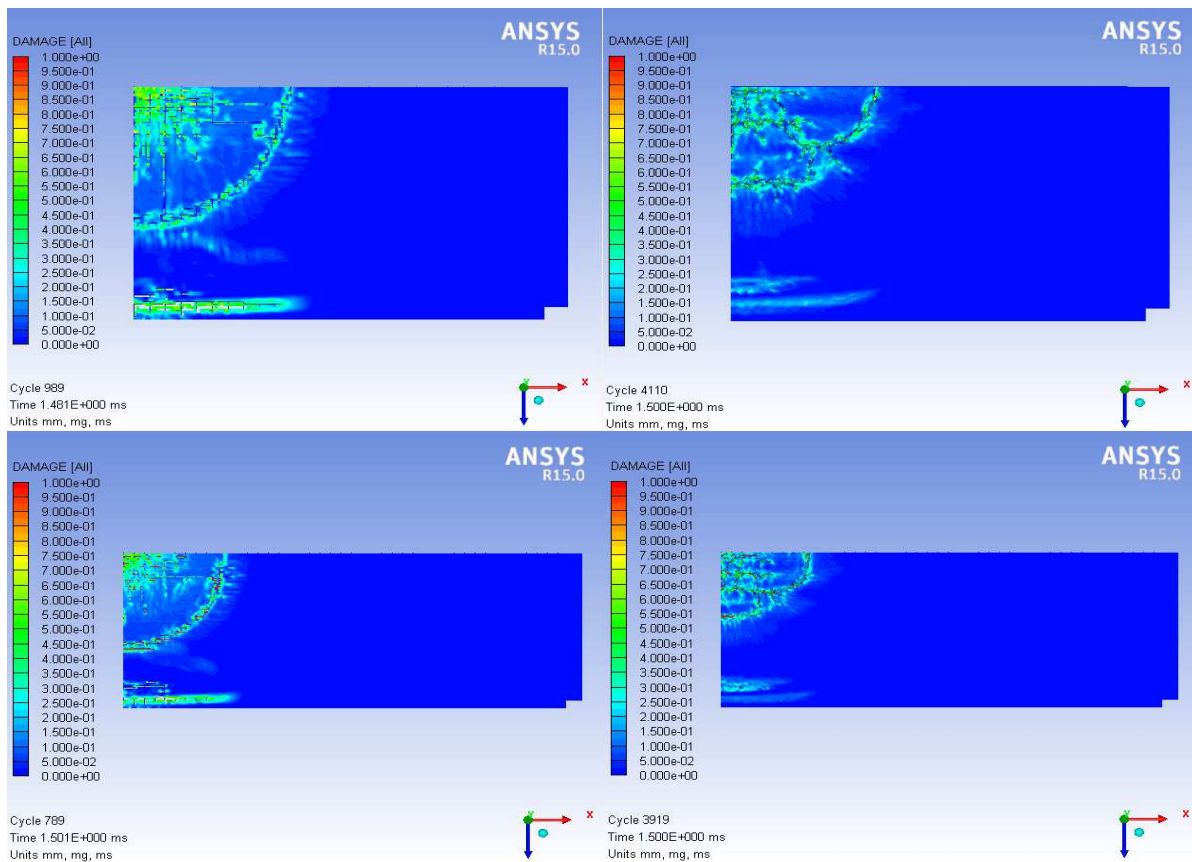 ANSYS
R15.0
DAMAGE [All]
1.000e+00
9.500e-01
9.000e-01
8.500e-01
8.000e-01
7.500e-01
7.000e-01
6.500e-01
6.000e-01
5.500e-01
5.000e-01
4.500e-01
4.000e-01
3.500e-01
3.000e-01
2.500e-01
2.000e-01
1.500e-01
1.000e-01
5.000e-02
0.000e+00
Cycle 989
Time 1.481E+000 ms
Units mm, mg, ms
Y
X
ANSYS
R15.0
DAMAGE [All]
1.000e+00
9.500e-01
9.000e-01
8.500e-01
8.000e-01
7.500e-01
7.000e-01
6.500e-01
6.000e-01
5.500e-01
5.000e-01
4.500e-01
4.000e-01
3.500e-01
3.000e-01
2.500e-01
2.000e-01
1.500e-01
1.000e-01
5.000e-02
0.000e+00
Cycle 4110
Time 1.500E+000 ms
Units mm, mg, ms
Y
X
ANSYS
R15.0
DAMAGE [All]
1.000e+00
9.500e-01
9.000e-01
8.500e-01
8.000e-01
7.500e-01
7.000e-01
6.500e-01
6.000e-01
5.500e-01
5.000e-01
4.500e-01
4.000e-01
3.500e-01
3.000e-01
2.500e-01
2.000e-01
1.500e-01
1.000e-01
5.000e-02
0.000e+00
Cycle 789
Time 1.501E+000 ms
Units mm, mg, ms
Y
X
ANSYS
R15.0
DAMAGE [All]
1.000e+00
9.500e-01
9.000e-01
8.500e-01
8.000e-01
7.500e-01
7.000e-01
6.500e-01
6.000e-01
5.500e-01
5.000e-01
4.500e-01
4.000e-01
3.500e-01
3.000e-01
2.500e-01
2.000e-01
1.500e-01
1.000e-01
5.000e-02
0.000e+00
Cycle 3919
Time 1.500E+000 ms
Units mm, mg, ms
Y
X